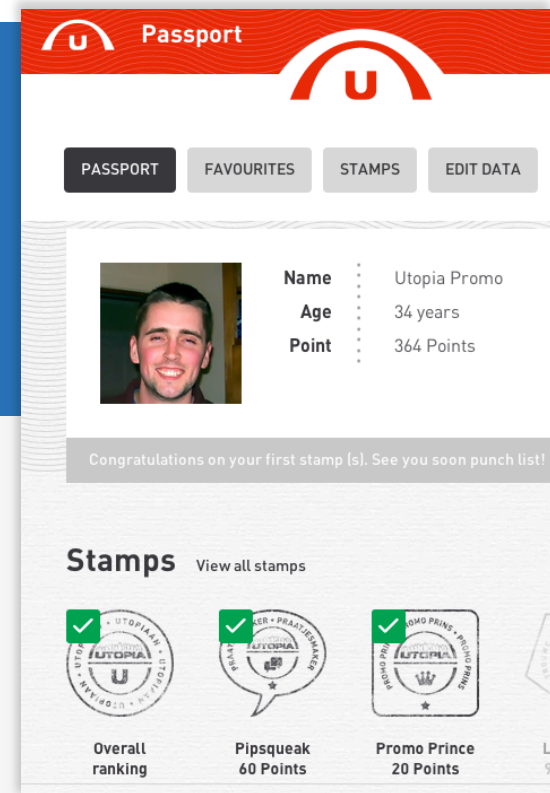 U Passport
U
PASSPORT FAVOURITES STAMPS EDIT DATA
Name Utopia Promo
Age 34 years
Point 364 Points
Congratulations on your first stamp (s). See you soon punch list!
Stamps View all stamps
UTOPIAAN • UTOPIAAN
UTOPIA
U
PRAATJESMAKER
UTOPIA
PROMO PRINS • PROMO PRINS
UTOPIA
Overall Pipsqueak Promo Prince
ranking 60 Points 20 Points